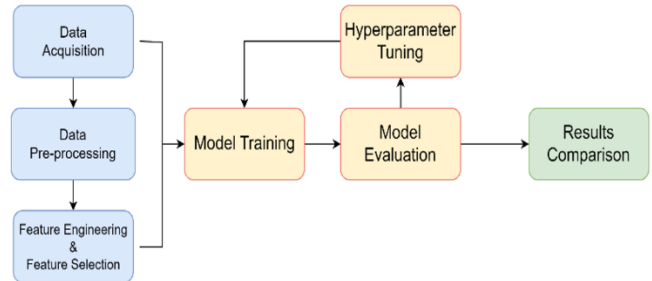 Data
Acquisition
Data
Pre-processing
Feature Engineering
&
Feature Selection
Model Training
Hyperparameter
Tuning
Model
Evaluation
Results
Comparison